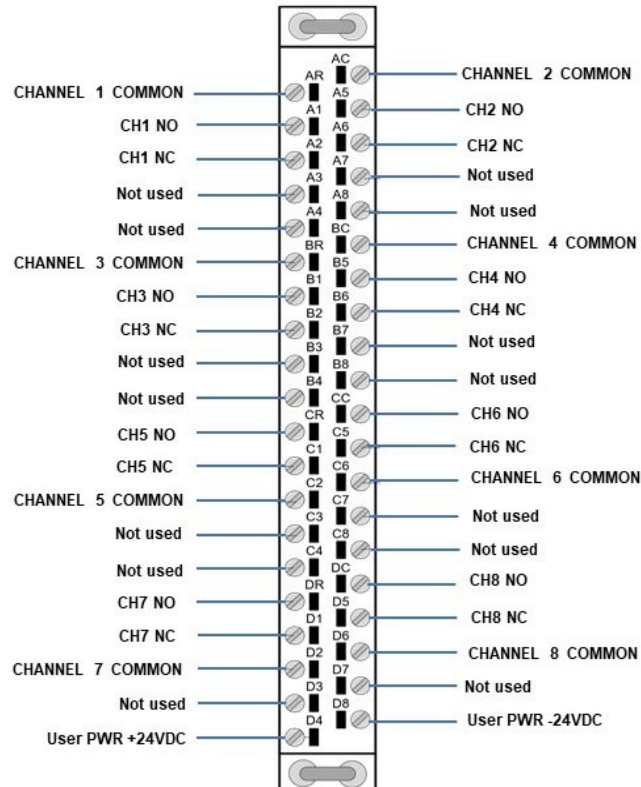 AC
CHANNEL 2 COMMON
AR
CHANNEL 1 COMMON
A5
CH2 NO
A1
CH1 NO
A6
CH2 NC
A2
CH1 NC
A7
Not used
A3
Not used
A8
Not used
A4
Not used
BC
CHANNEL 4 COMMON
BR
CHANNEL 3 COMMON
B5
CH4 NO
B1
CH3 NO
B6
CH4 NC
B2
CH3 NC
B7
Not used
B3
Not used
B8
Not used
B4
Not used
CC
CH6 NO
CR
CH5 NO
C5
CH6 NC
C1
CH5 NC
C6
CHANNEL 6 COMMON
C2
CHANNEL 5 COMMON
C7
Not used
C3
Not used
C8
Not used
C4
Not used
DC
CH8 NO
DR
CH7 NO
D5
CH8 NC
D1
CH7 NC
D6
CHANNEL 8 COMMON
D2
CHANNEL 7 COMMON
D7
Not used
D3
Not used
D8
User PWR -24VDC
D4
User PWR +24VDC